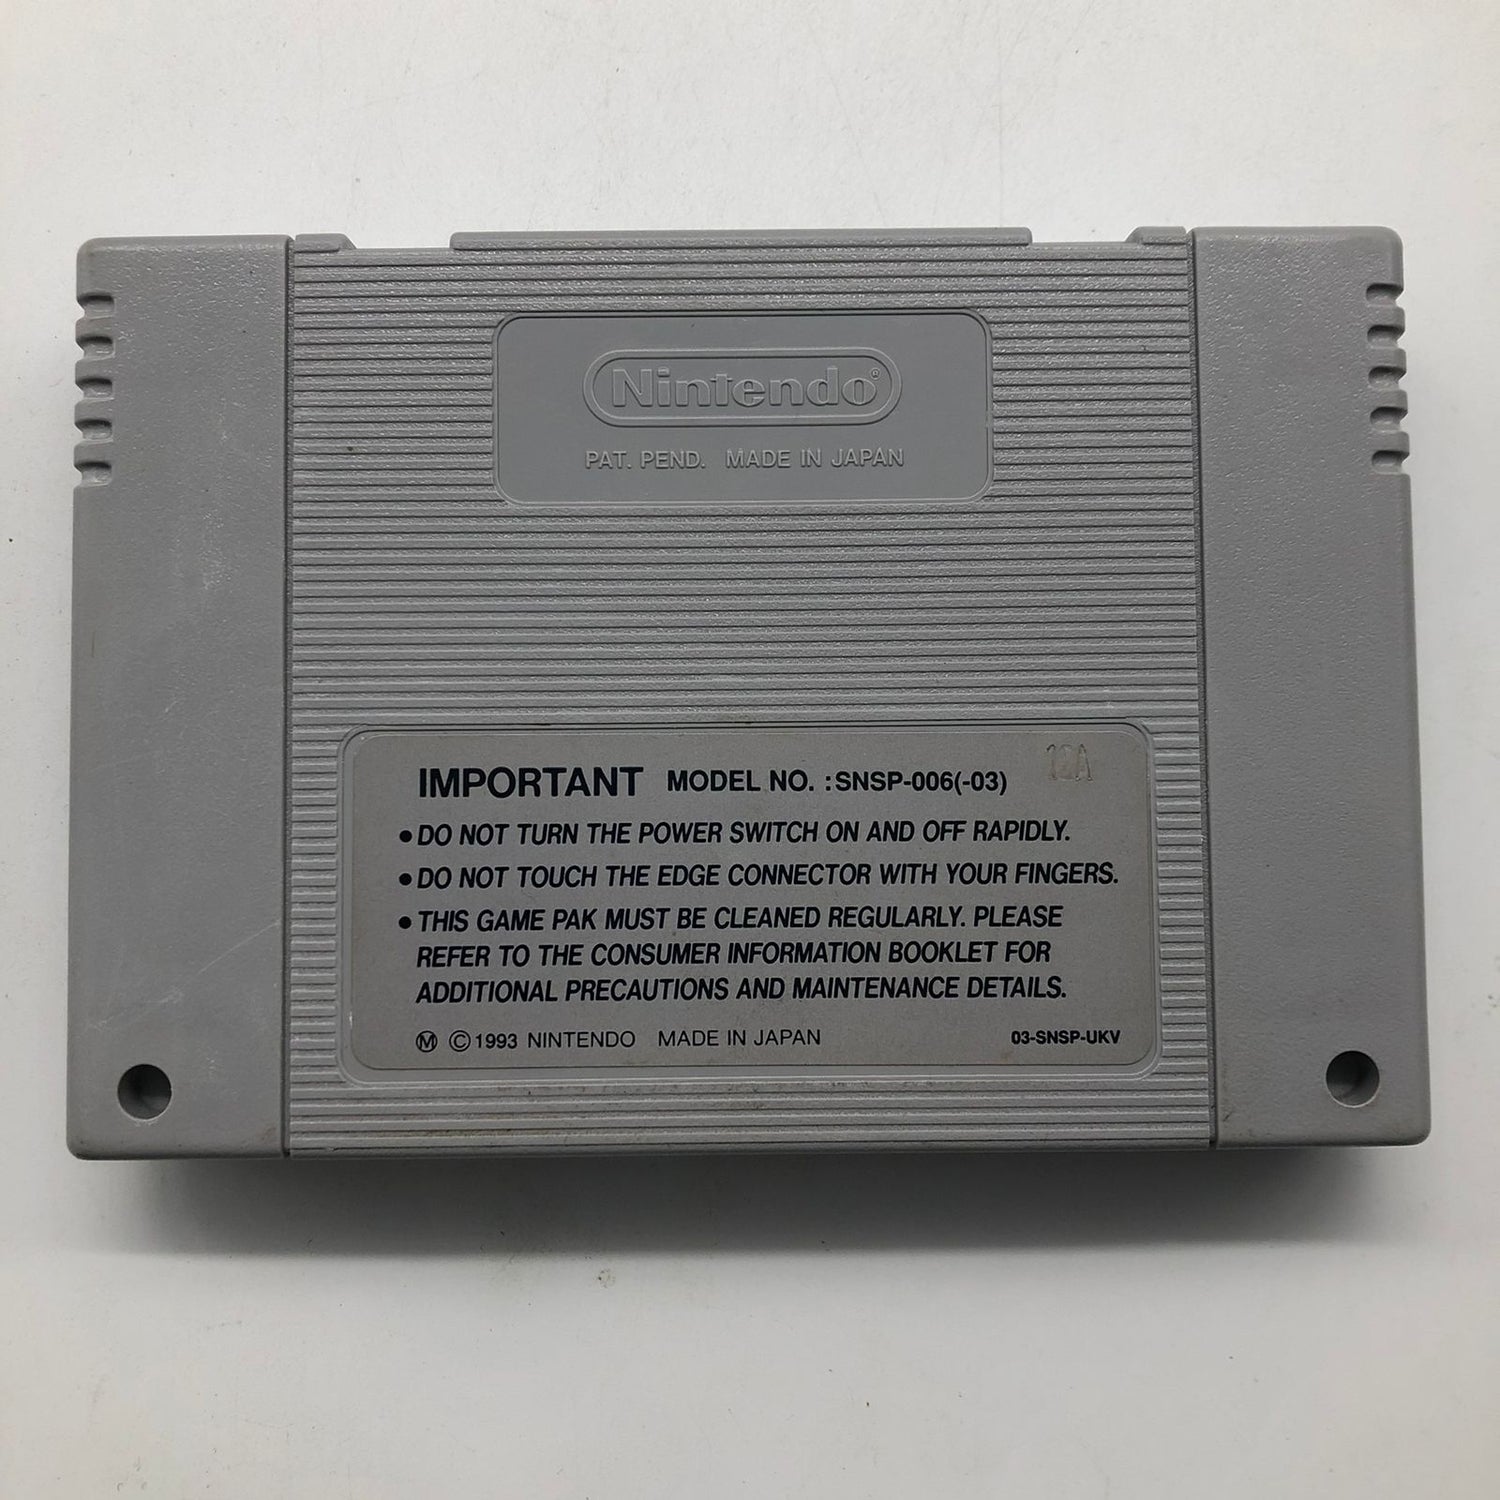 Nintendo®
PAT. PEND. MADE IN JAPAN
IMPORTANT MODEL NO. :SNSP-006(-03)
•DO NOT TURN THE POWER SWITCH ON AND OFF RAPIDLY.
•DO NOT TOUCH THE EDGE CONNECTOR WITH YOUR FINGERS.
•THIS GAME PAK MUST BE CLEANED REGULARLY. PLEASE
REFER TO THE CONSUMER INFORMATION BOOKLET FOR
ADDITIONAL PRECAUTIONS AND MAINTENANCE DETAILS.
Ⓜ ©1993 NINTENDO MADE IN JAPAN 03-SNSP-UKV